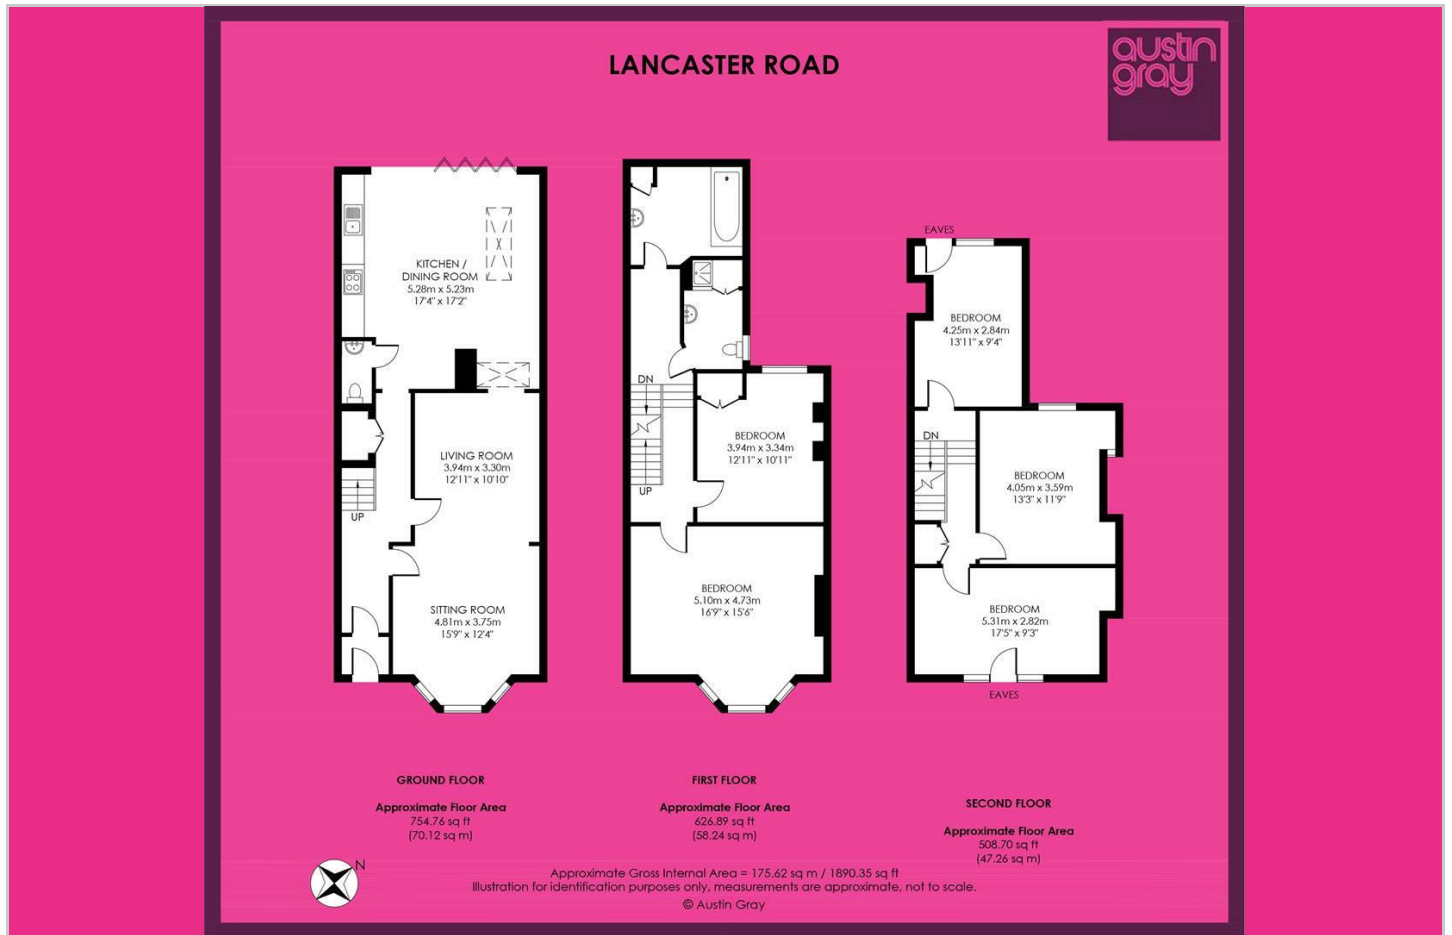 LANCASTER ROAD
austin
gray
KITCHEN /
DINING ROOM
5.28m x 5.23m
17'4" x 17'2"
LIVING ROOM
3.94m x 3.30m
12'11" x 10'10"
UP
SITTING ROOM
4.81m x 3.75m
15'9" x 12'4"
GROUND FLOOR
Approximate Floor Area
754.76 sq ft
(70.12 sq m)
DN
UP
BEDROOM
3.94m x 3.34m
12'11" x 10'11"
BEDROOM
5.10m x 4.73m
16'9" x 15'6"
FIRST FLOOR
Approximate Floor Area
626.89 sq ft
(58.24 sq m)
EAVES
BEDROOM
4.25m x 2.84m
13'11" x 9'4"
DN
BEDROOM
4.05m x 3.59m
13'3" x 11'9"
BEDROOM
5.31m x 2.82m
17'5" x 9'3"
EAVES
SECOND FLOOR
Approximate Floor Area
508.70 sq ft
(47.26 sq m)
N
Approximate Gross Internal Area = 175.62 sq m / 1890.35 sq ft
Illustration for identification purposes only, measurements are approximate, not to scale.
© Austin Gray